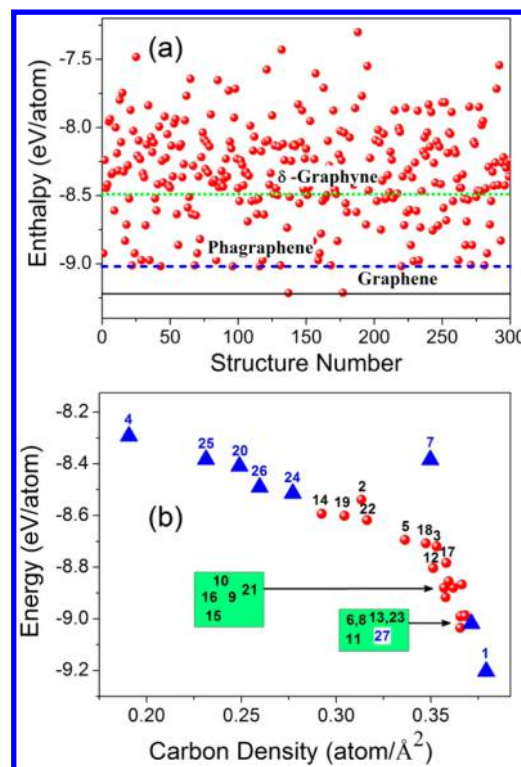 (a)
-7.5
-8.0
-8.5
-9.0
Enthalpy (eV/atom)
δ -Graphyne
Phagraphene
Graphene
0 50 100 150 200 250 300
Structure Number
(b)
-8.2
-8.4
-8.6
-8.8
-9.0
-9.2
Energy (eV/atom)
4
25
20
26
24
7
2
14
19
22
5
18
3
12
17
10
16 9 21
15
6,8 13,23
11 27
1
0.20 0.25 0.30 0.35
Carbon Density (atom/Å²)